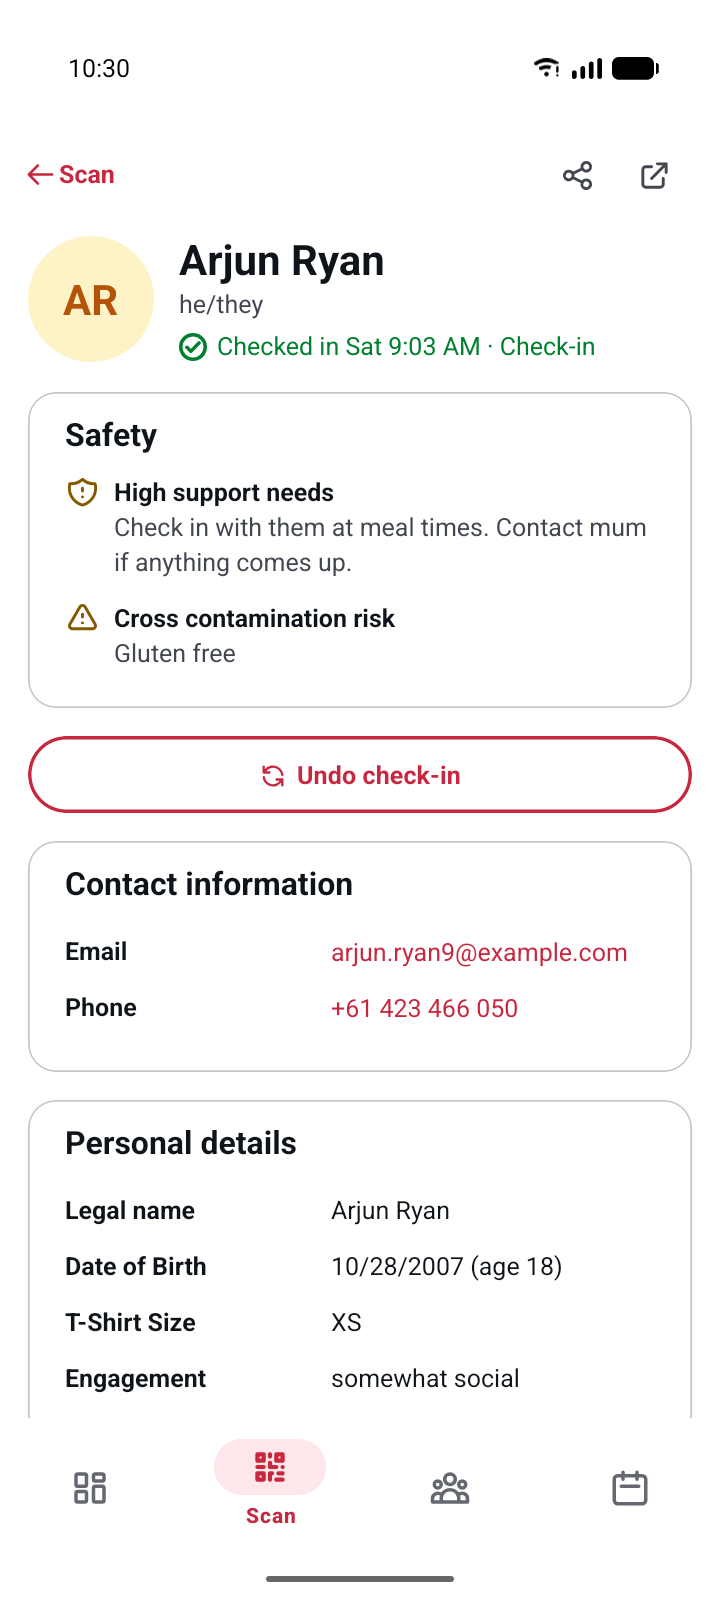 10:30
Scan
AR
Arjun Ryan
he/they
Checked in Sat 9:03 AM · Check-in
Safety
High support needs
Check in with them at meal times. Contact mum
if anything comes up.
Cross contamination risk
Gluten free
Undo check-in
Contact information
Email arjun.ryan9@example.com
Phone +61 423 466 050
Personal details
Legal name Arjun Ryan
Date of Birth 10/28/2007 (age 18)
T-Shirt Size XS
Engagement somewhat social
Scan